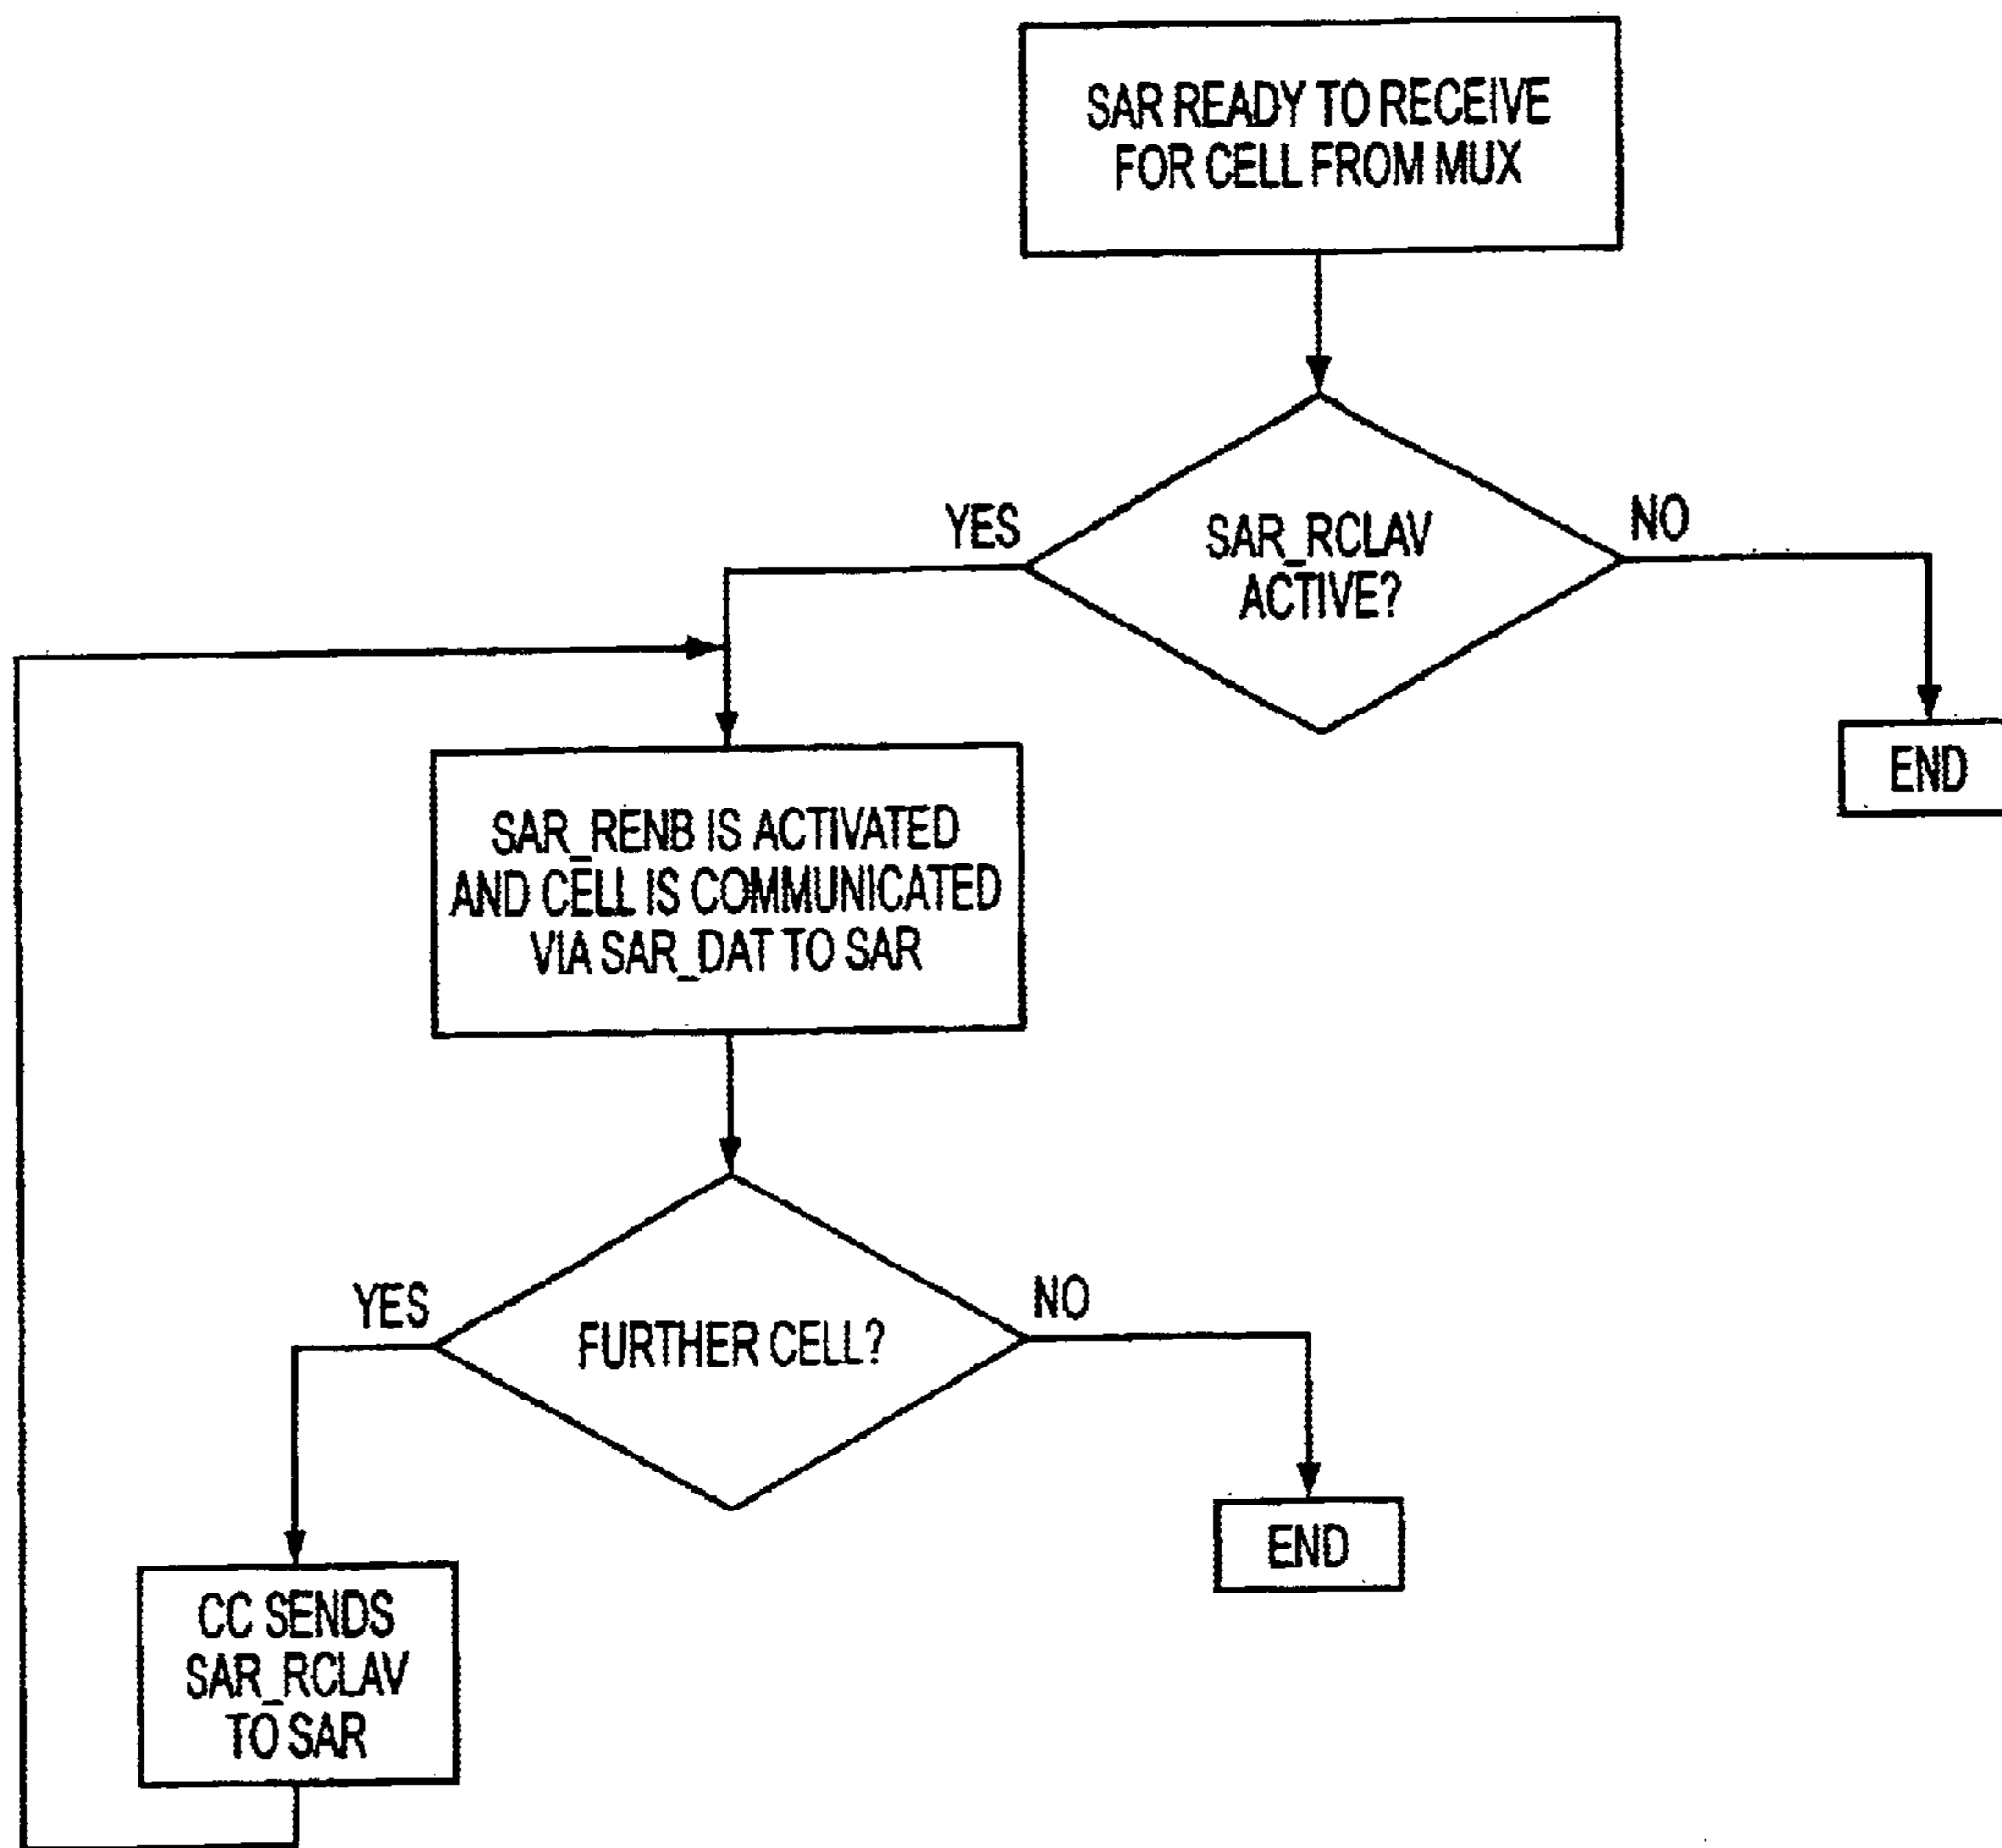 SAR READY TO RECEIVE
FOR CELL FROM MUX
YES
SAR_RCLAV
ACTIVE?
NO
END
SAR_RENB IS ACTIVATED
AND CELL IS COMMUNICATED
VIA SAR_DAT TO SAR
YES
FURTHER CELL?
NO
END
CC SENDS
SAR_RCLAV
TO SAR